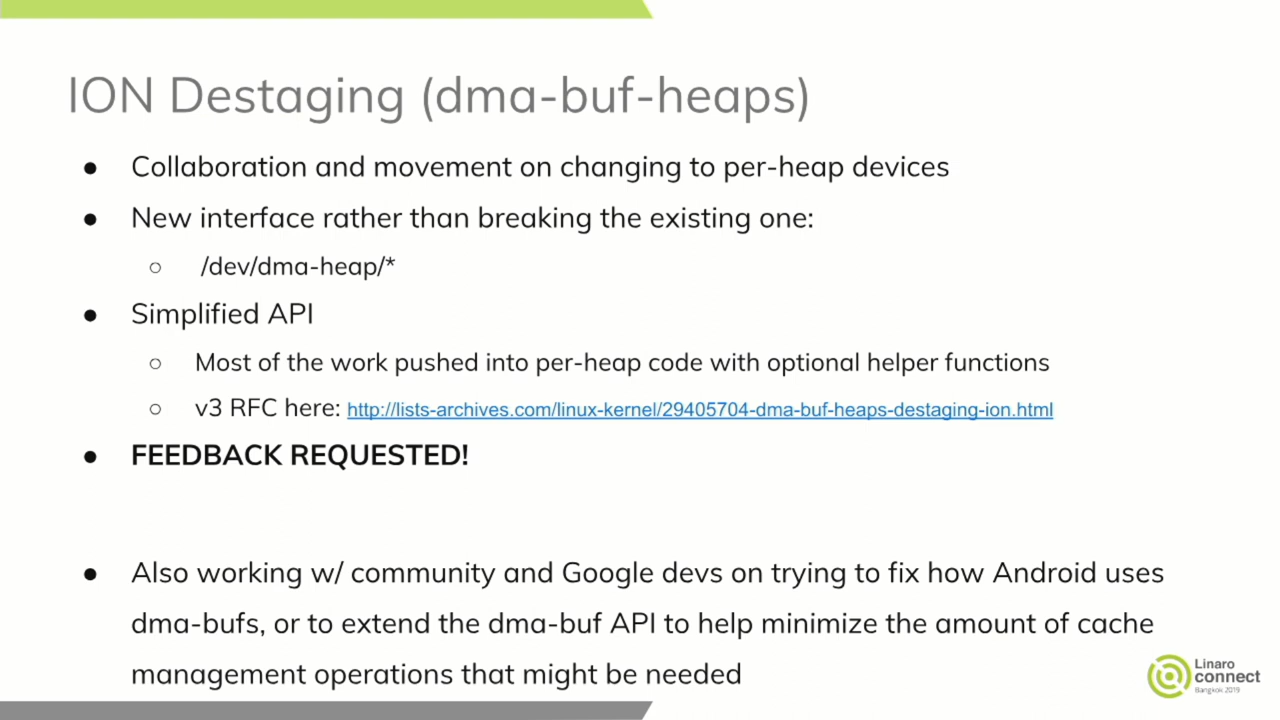 ION Destaging (dma-buf-heaps)
● Collaboration and movement on changing to per-heap devices
● New interface rather than breaking the existing one:
○ /dev/dma-heap/*
● Simplified API
○ Most of the work pushed into per-heap code with optional helper functions
○ v3 RFC here: http://lists-archives.com/linux-kernel/29405704-dma-buf-heaps-destaging-ion.html
● FEEDBACK REQUESTED!
● Also working w/ community and Google devs on trying to fix how Android uses
dma-bufs, or to extend the dma-buf API to help minimize the amount of cache
management operations that might be needed
Linaro
connect
Bangkok 2019